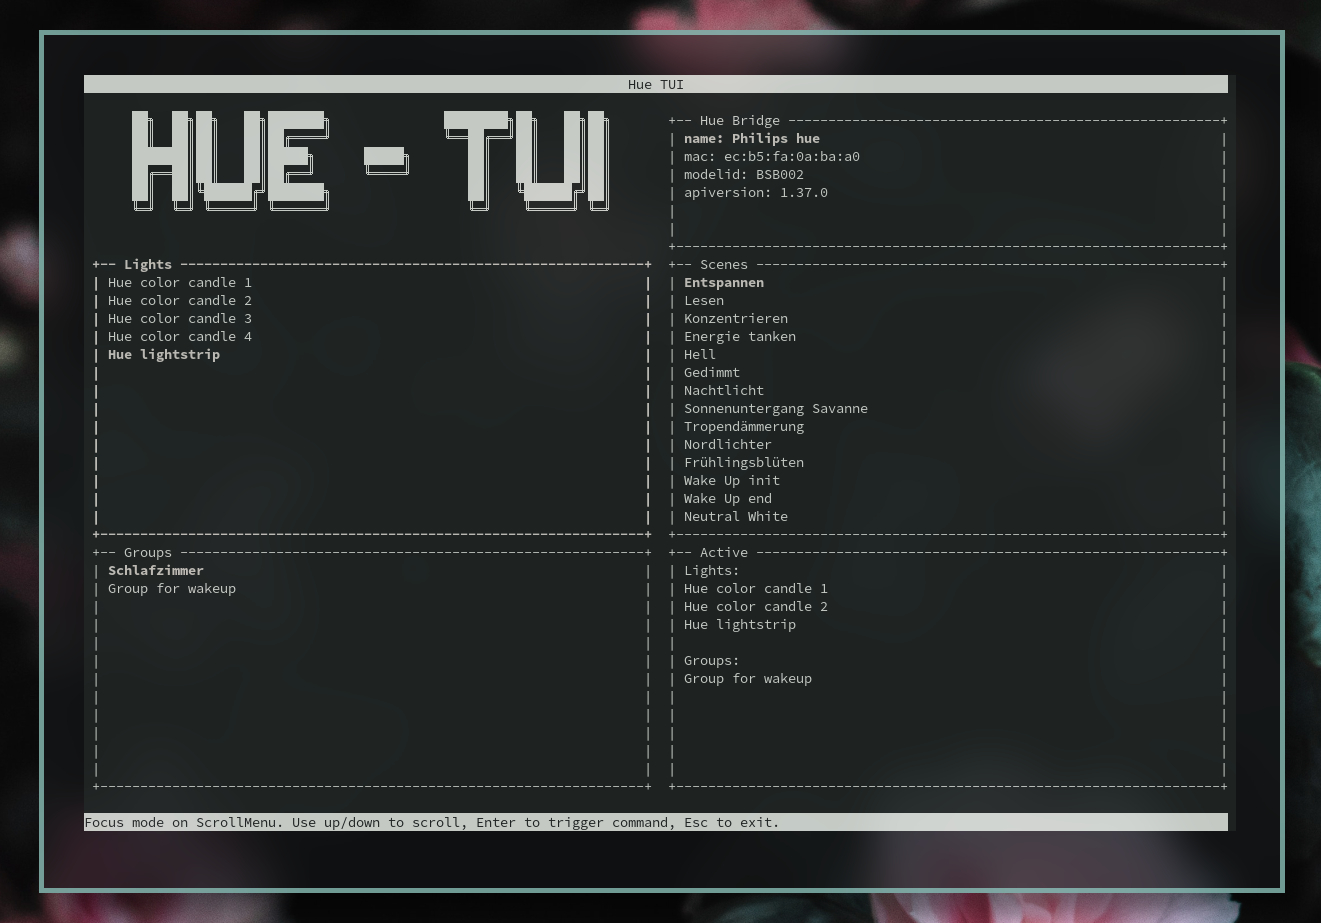 Hue TUI
HUE - TUI
Hue Bridge
name: Philips hue
mac: ec:b5:fa:0a:ba:a0
modelid: BSB002
apiversion: 1.37.0
Lights
Hue color candle 1
Hue color candle 2
Hue color candle 3
Hue color candle 4
Hue lightstrip
Scenes
Entspannen
Lesen
Konzentrieren
Energie tanken
Hell
Gedimmt
Nachtlicht
Sonnenuntergang Savanne
Tropendämmerung
Nordlichter
Frühlingsblüten
Wake Up init
Wake Up end
Neutral White
Groups
Schlafzimmer
Group for wakeup
Active
Lights:
Hue color candle 1
Hue color candle 2
Hue lightstrip
Groups:
Group for wakeup
Focus mode on ScrollMenu. Use up/down to scroll, Enter to trigger command, Esc to exit.